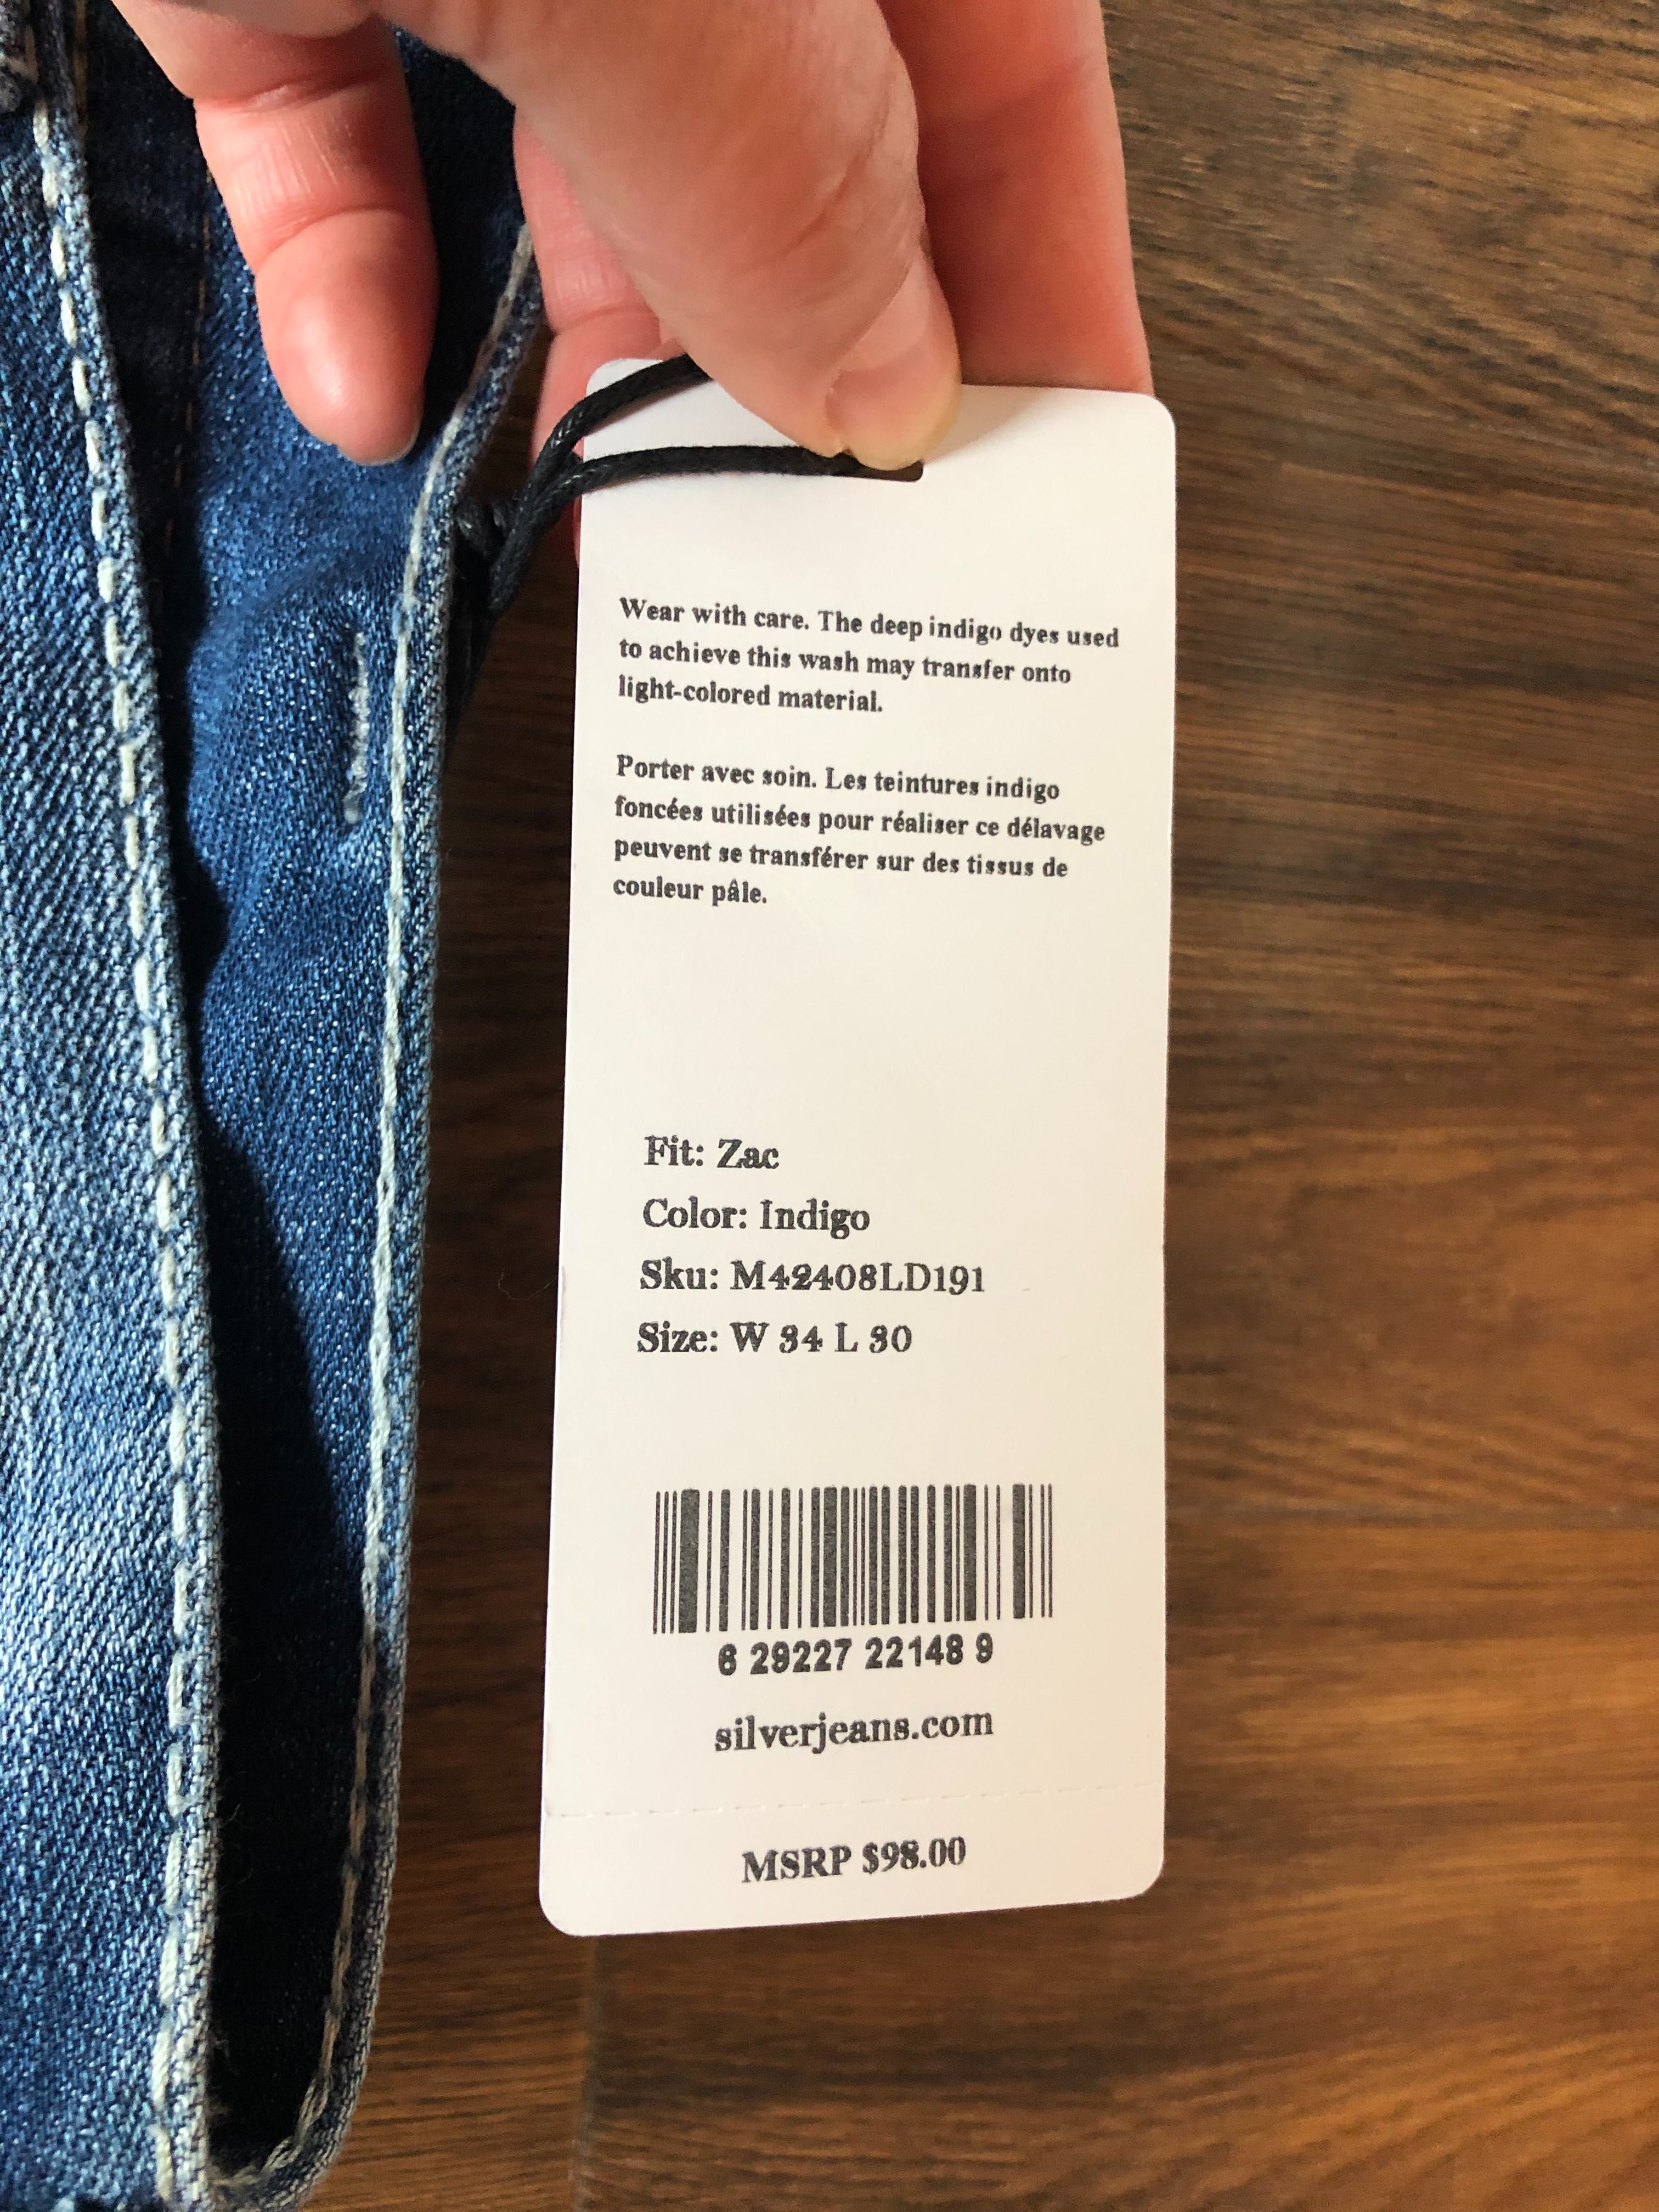 Wear with care. The deep indigo dyes used
to achieve this wash may transfer onto
light-colored material.
Porter avec soin. Les teintures indigo
foncées utilisées pour réaliser ce délavage
peuvent se transférer sur des tissus de
couleur pâle.
Fit: Zac
Color: Indigo
Sku: M42408LD191
Size: W 34 L 30
6 29227 22148 9
silverjeans.com
MSRP $98.00